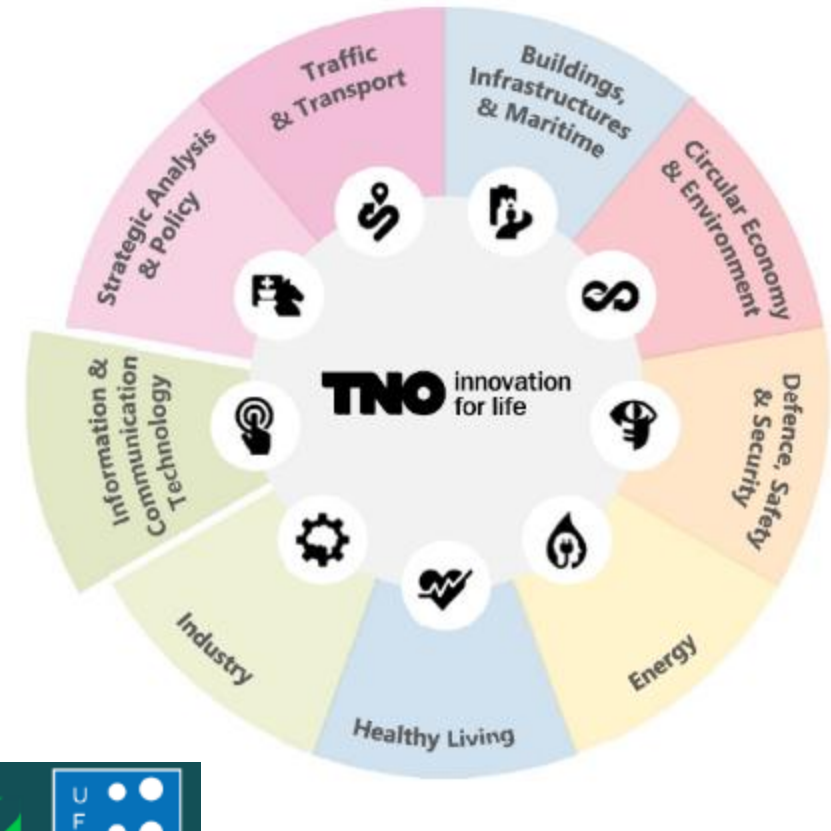 Traffic
& Transport
Buildings,
Infrastructures
& Maritime
Circular Economy
& Environment
Defence, Safety
& Security
Energy
Healthy Living
Industry
Information &
Communication
Technology
Strategic Analysis
& Policy
TNO innovation
for life
U
F